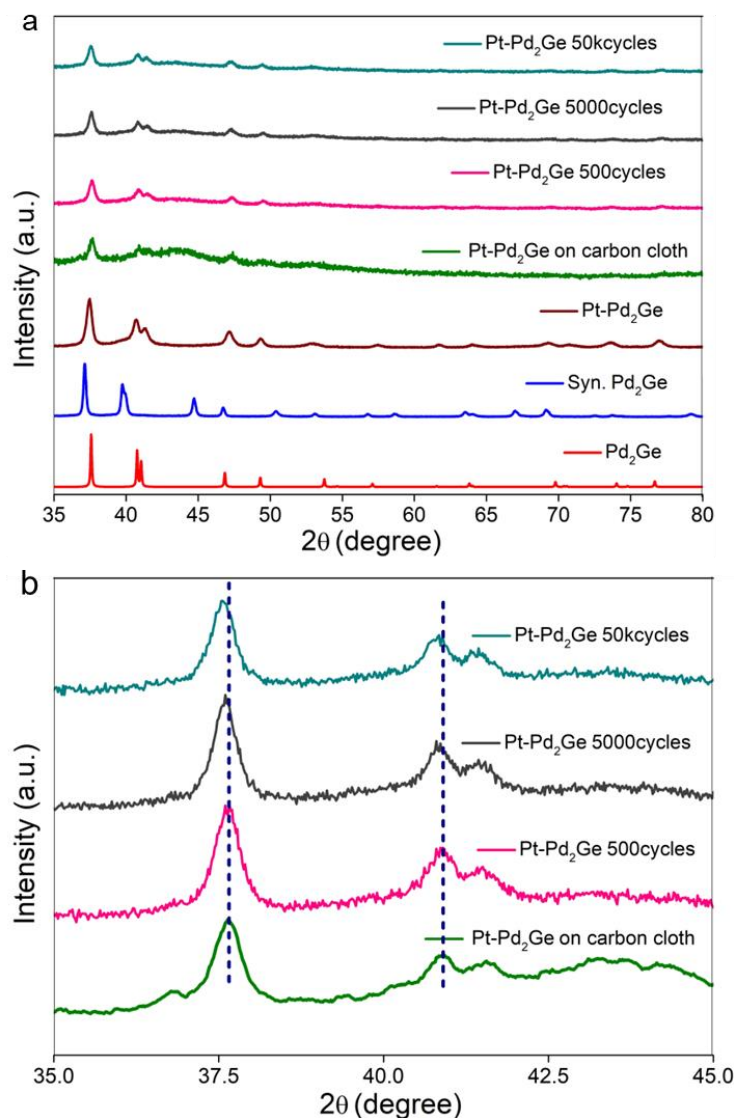 a
Pt-Pd₂Ge 50kcycles
Pt-Pd₂Ge 5000cycles
Pt-Pd₂Ge 500cycles
Pt-Pd₂Ge on carbon cloth
Pt-Pd₂Ge
Syn. Pd₂Ge
Pd₂Ge
Intensity (a.u.)
35 40 45 50 55 60 65 70 75 80
2θ (degree)
b
Pt-Pd₂Ge 50kcycles
Pt-Pd₂Ge 5000cycles
Pt-Pd₂Ge 500cycles
Pt-Pd₂Ge on carbon cloth
Intensity (a.u.)
35.0 37.5 40.0 42.5 45.0
2θ (degree)